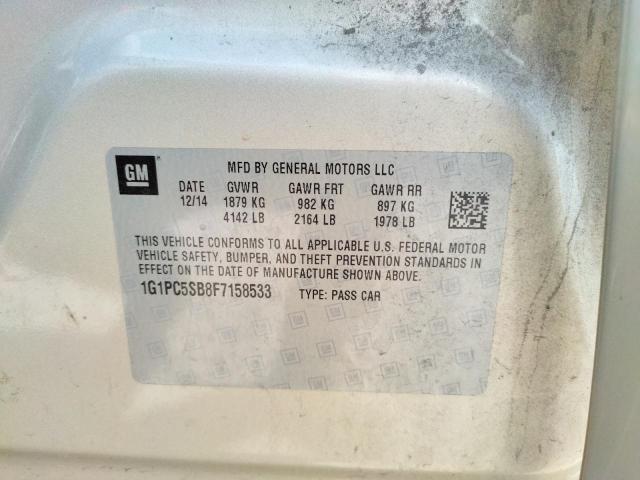 GM
MFD BY GENERAL MOTORS LLC
DATE GVWR GAWR FRT GAWR RR
12/14 1879 KG 982 KG 897 KG
4142 LB 2164 LB 1978 LB
THIS VEHICLE CONFORMS TO ALL APPLICABLE U.S. FEDERAL MOTOR
VEHICLE SAFETY, BUMPER, AND THEFT PREVENTION STANDARDS IN
EFFECT ON THE DATE OF MANUFACTURE SHOWN ABOVE.
1G1PC5SB8F7158533 TYPE: PASS CAR